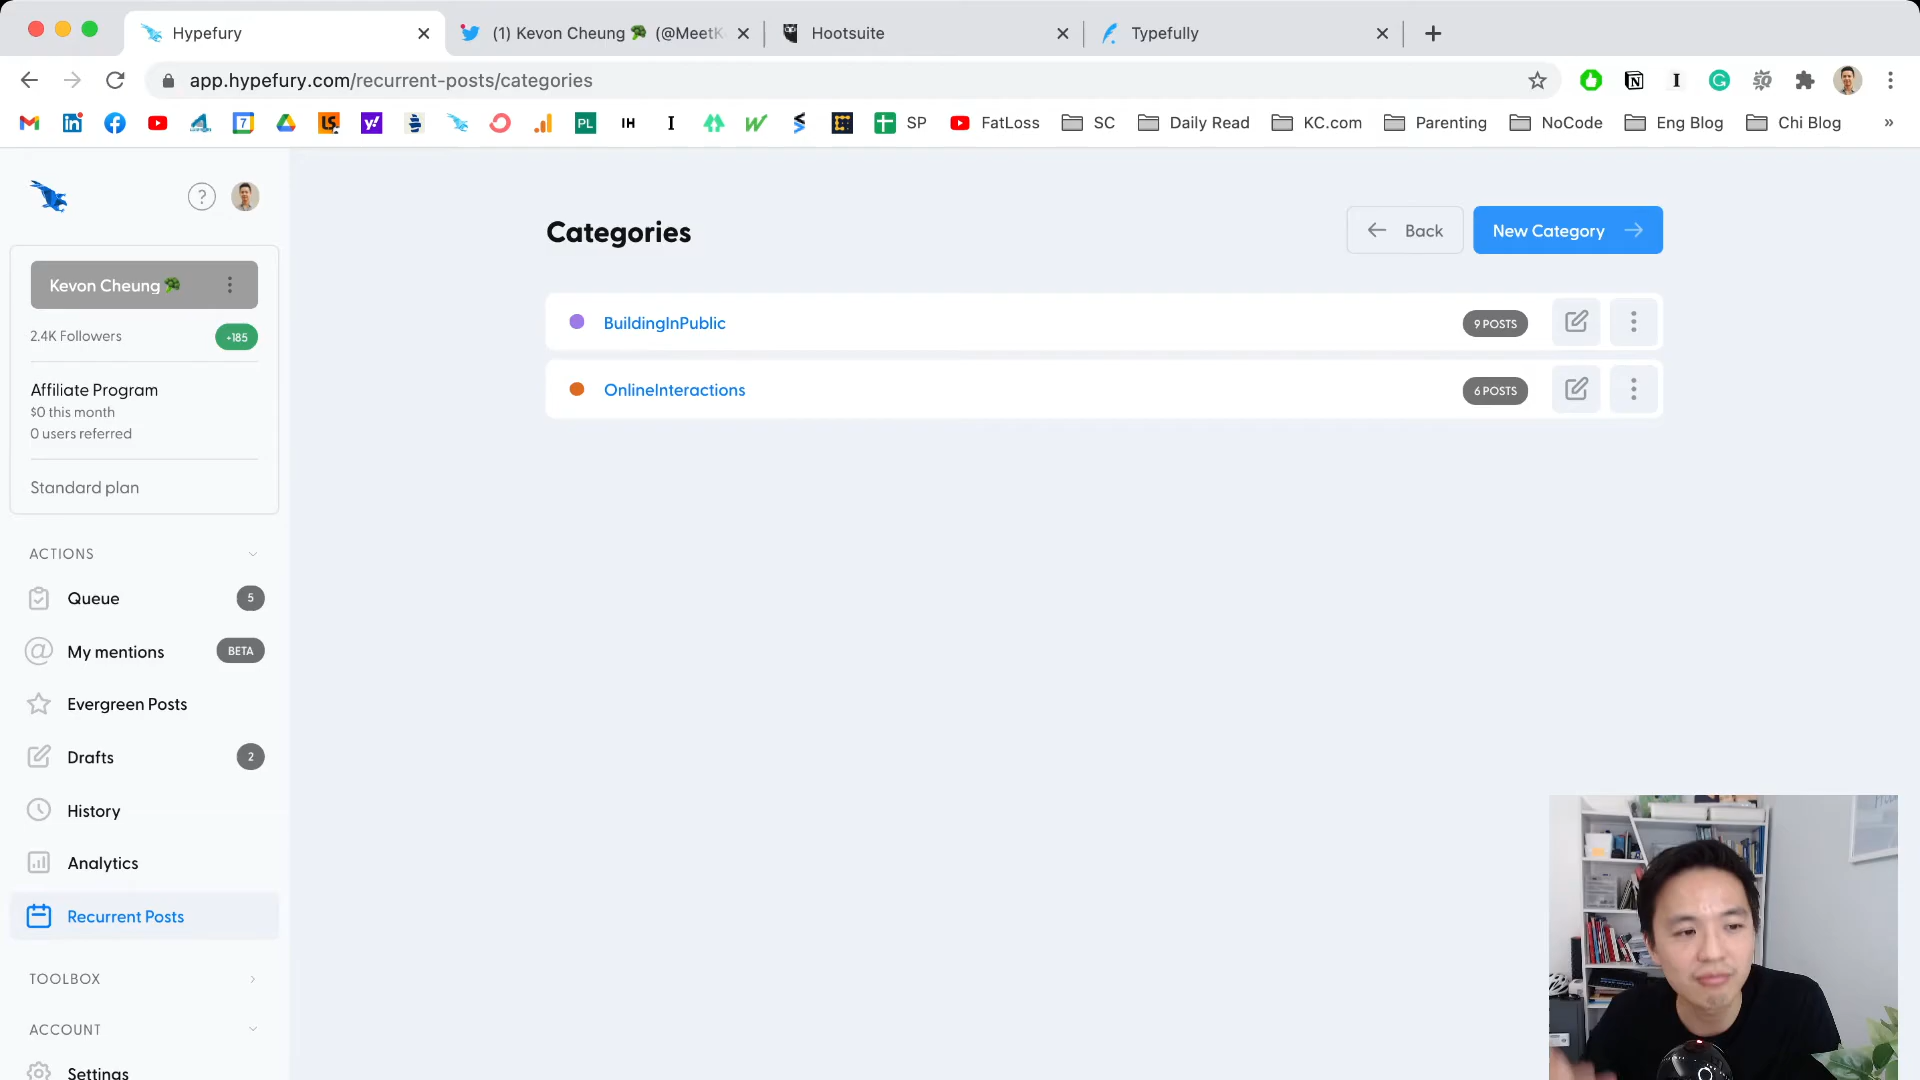 Hypefury
(1) Kevon Cheung 🥦 (@MeetK
Hootsuite
Typefully
app.hypefury.com/recurrent-posts/categories
SP
FatLoss
SC
Daily Read
KC.com
Parenting
NoCode
Eng Blog
Chi Blog
»
?
Kevon Cheung 🥦
2.4K Followers
+185
Affiliate Program
$0 this month
0 users referred
Standard plan
ACTIONS
Queue
5
My mentions
BETA
Evergreen Posts
Drafts
2
History
Analytics
Recurrent Posts
TOOLBOX
ACCOUNT
Settings
Categories
Back
New Category
BuildingInPublic
9 POSTS
OnlineInteractions
6 POSTS